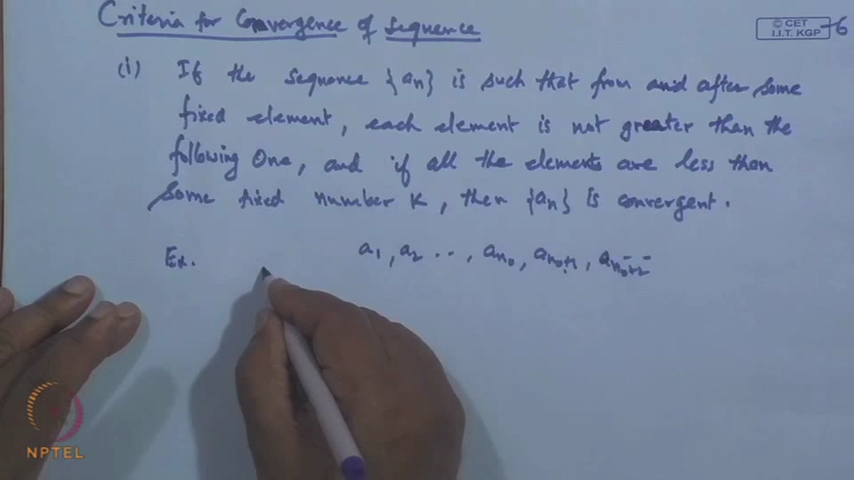 Criteria for Convergence of Sequence
© CET
I.I.T. KGP
-6
(i) If the sequence {an} is such that from and after some
fixed element, each element is not greater than the
following One, and if all the elements are less than
some fixed number K, then {an} is convergent.
Ex. a1, a2 ..., an₀, an₀+1, an₀+2
NPTEL